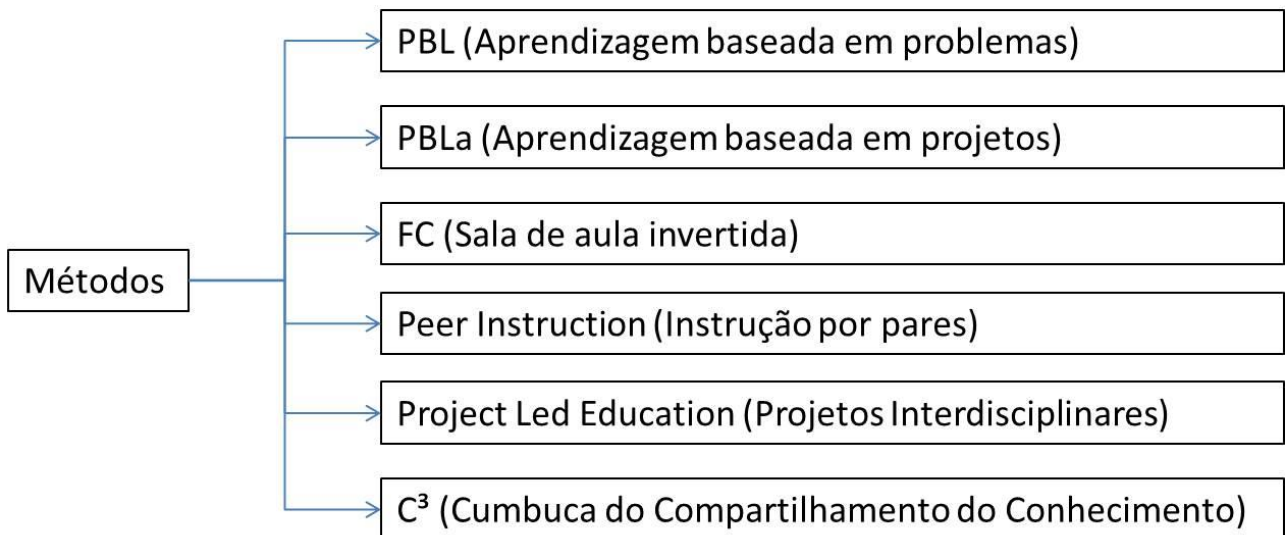 PBL (Aprendizagem baseada em problemas)
PBLa (Aprendizagem baseada em projetos)
FC (Sala de aula invertida)
Métodos
Peer Instruction (Instrução por pares)
Project Led Education (Projetos Interdisciplinares)
C³ (Cumbuca do Compartilhamento do Conhecimento)